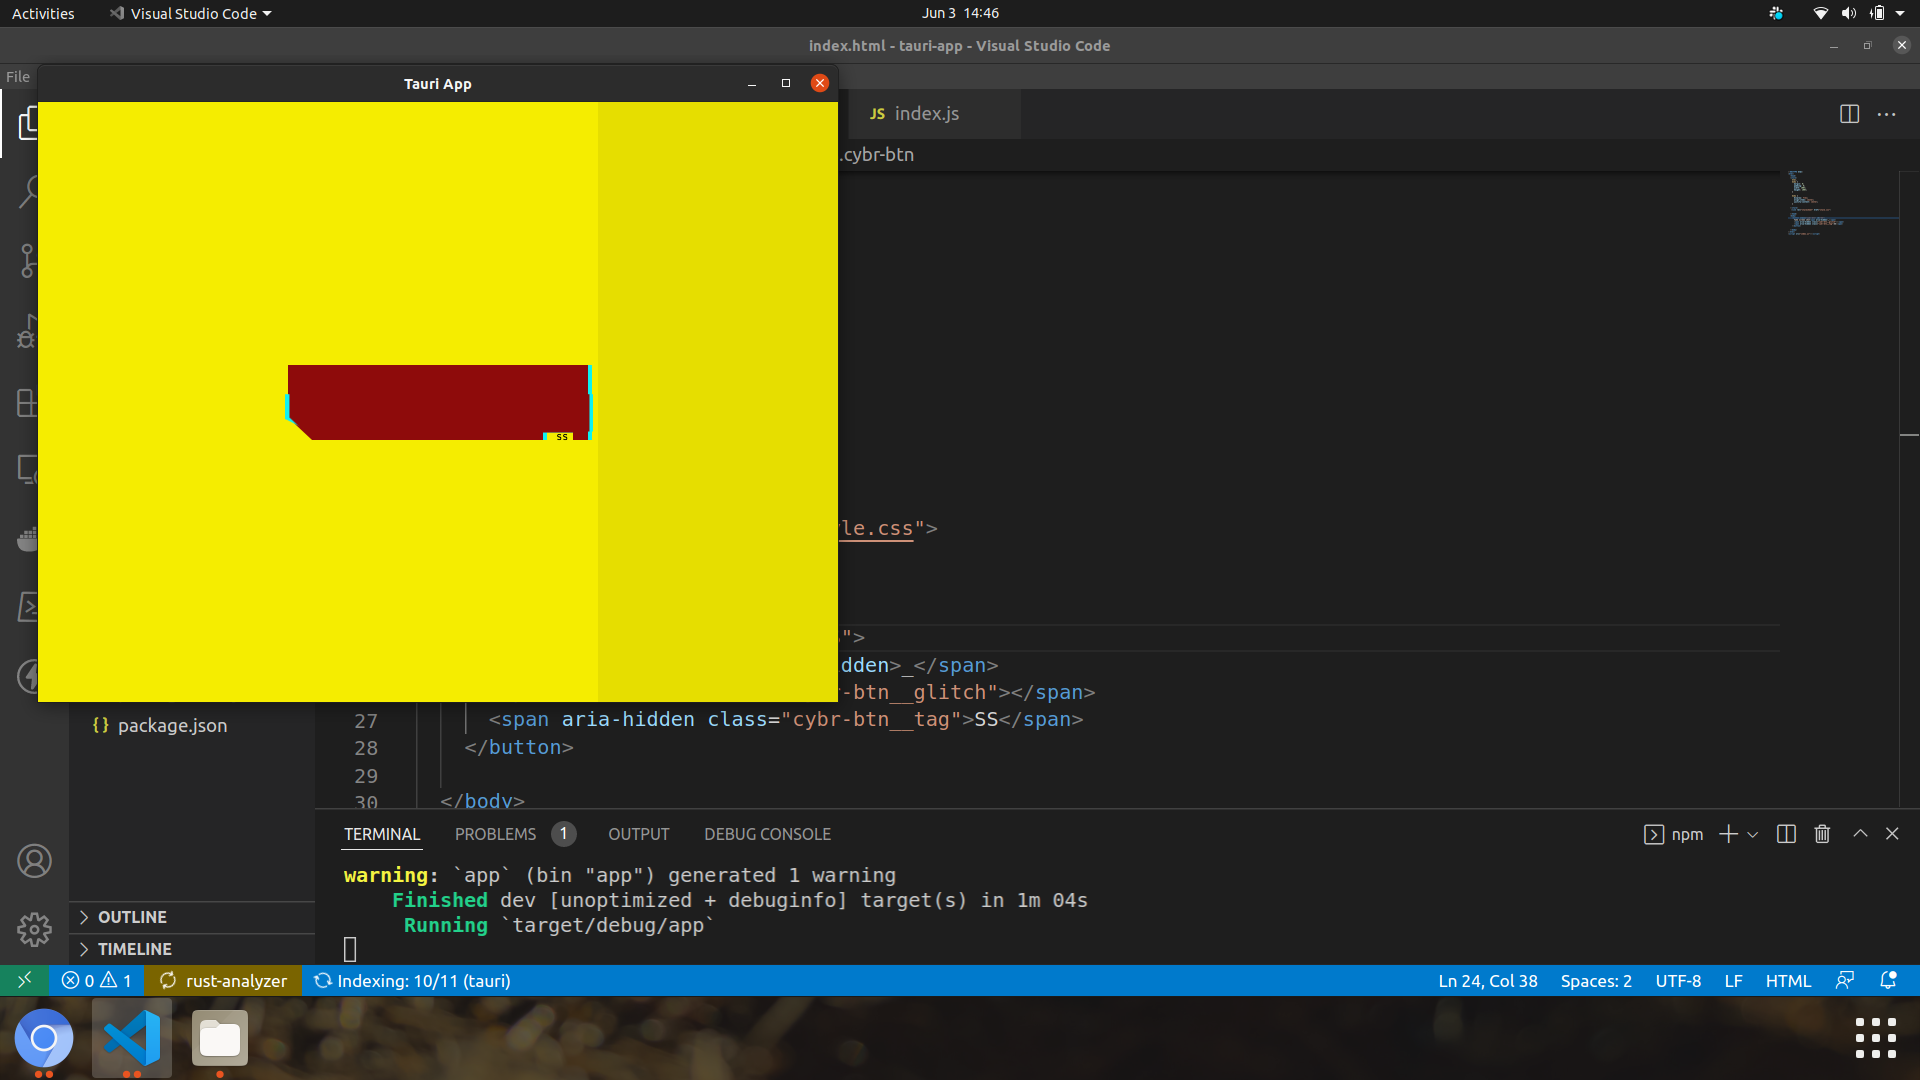 Activities
Visual Studio Code
Jun 3 14:46
index.html - tauri-app - Visual Studio Code
File
Tauri App
JS index.js
.cybr-btn
le.css">
">
dden>_</span>
-btn__glitch"></span>
27 <span aria-hidden class="cybr-btn__tag">SS</span>
28 </button>
29
30 </body>
SS
{} package.json
OUTLINE
TIMELINE
TERMINAL PROBLEMS 1 OUTPUT DEBUG CONSOLE
npm
warning: `app` (bin "app") generated 1 warning
Finished dev [unoptimized + debuginfo] target(s) in 1m 04s
Running `target/debug/app`
0 1 rust-analyzer Indexing: 10/11 (tauri)
Ln 24, Col 38 Spaces: 2 UTF-8 LF HTML